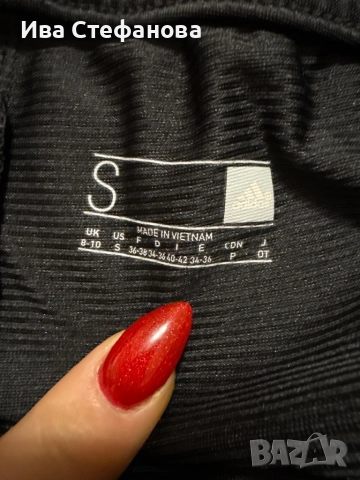 Ива Стефанова
S
MADE IN VIETNAM
UK US F D I E CDN J
8-10 S 36-38 34-36 40-42 34-36 P OT
BAZAR
bg